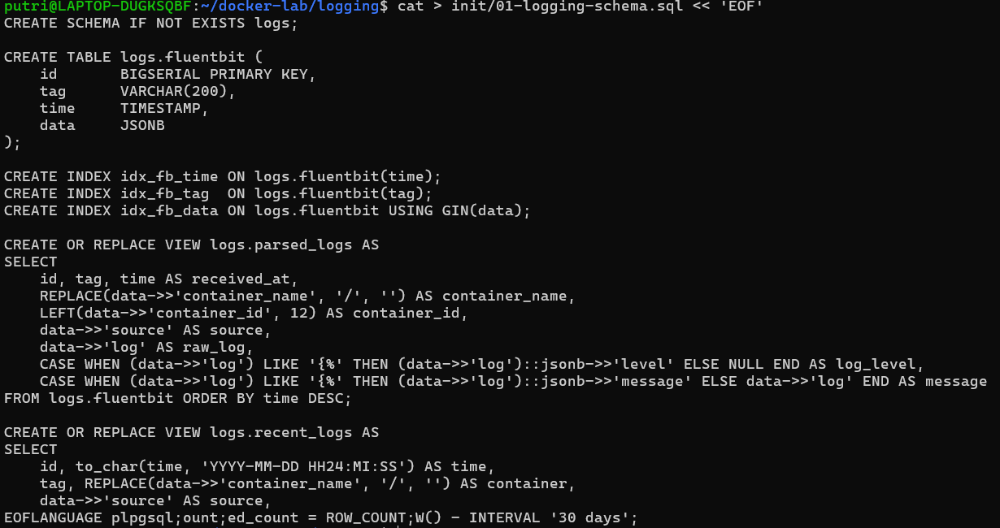 putri@LAPTOP-DUGKSQBF:~/docker-lab/logging$ cat > init/01-logging-schema.sql << 'EOF'
CREATE SCHEMA IF NOT EXISTS logs;
CREATE TABLE logs.fluentbit (
    id       BIGSERIAL PRIMARY KEY,
    tag      VARCHAR(200),
    time     TIMESTAMP,
    data     JSONB
);
CREATE INDEX idx_fb_time ON logs.fluentbit(time);
CREATE INDEX idx_fb_tag  ON logs.fluentbit(tag);
CREATE INDEX idx_fb_data ON logs.fluentbit USING GIN(data);
CREATE OR REPLACE VIEW logs.parsed_logs AS
SELECT
    id, tag, time AS received_at,
    REPLACE(data->>'container_name', '/', '') AS container_name,
    LEFT(data->>'container_id', 12) AS container_id,
    data->>'source' AS source,
    data->>'log' AS raw_log,
    CASE WHEN (data->>'log') LIKE '{%' THEN (data->>'log')::jsonb->>'level' ELSE NULL END AS log_level,
    CASE WHEN (data->>'log') LIKE '{%' THEN (data->>'log')::jsonb->>'message' ELSE data->>'log' END AS message
FROM logs.fluentbit ORDER BY time DESC;
CREATE OR REPLACE VIEW logs.recent_logs AS
SELECT
    id, to_char(time, 'YYYY-MM-DD HH24:MI:SS') AS time,
    tag, REPLACE(data->>'container_name', '/', '') AS container,
    data->>'source' AS source,
EOFLANGUAGE plpgsql;ount;ed_count = ROW_COUNT;W() - INTERVAL '30 days';